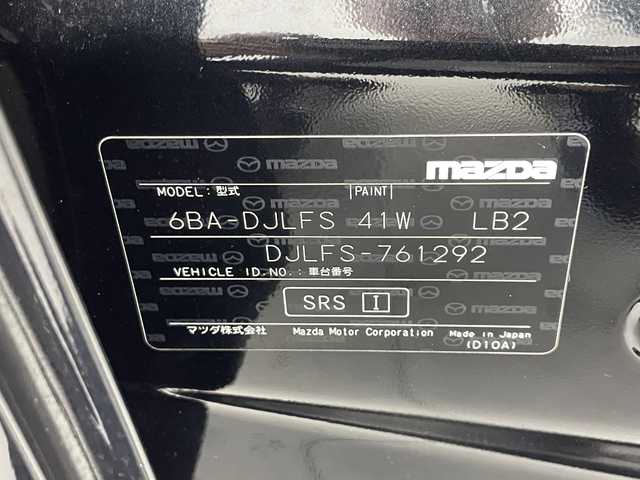 mazda
MODEL: 型式 PAINT
6BA-DJLFS 41W LB2
DJLFS-761292
VEHICLE ID.NO.: 車台番号
SRS I
マツダ株式会社 Mazda Motor Corporation Made in Japan
(D10A)